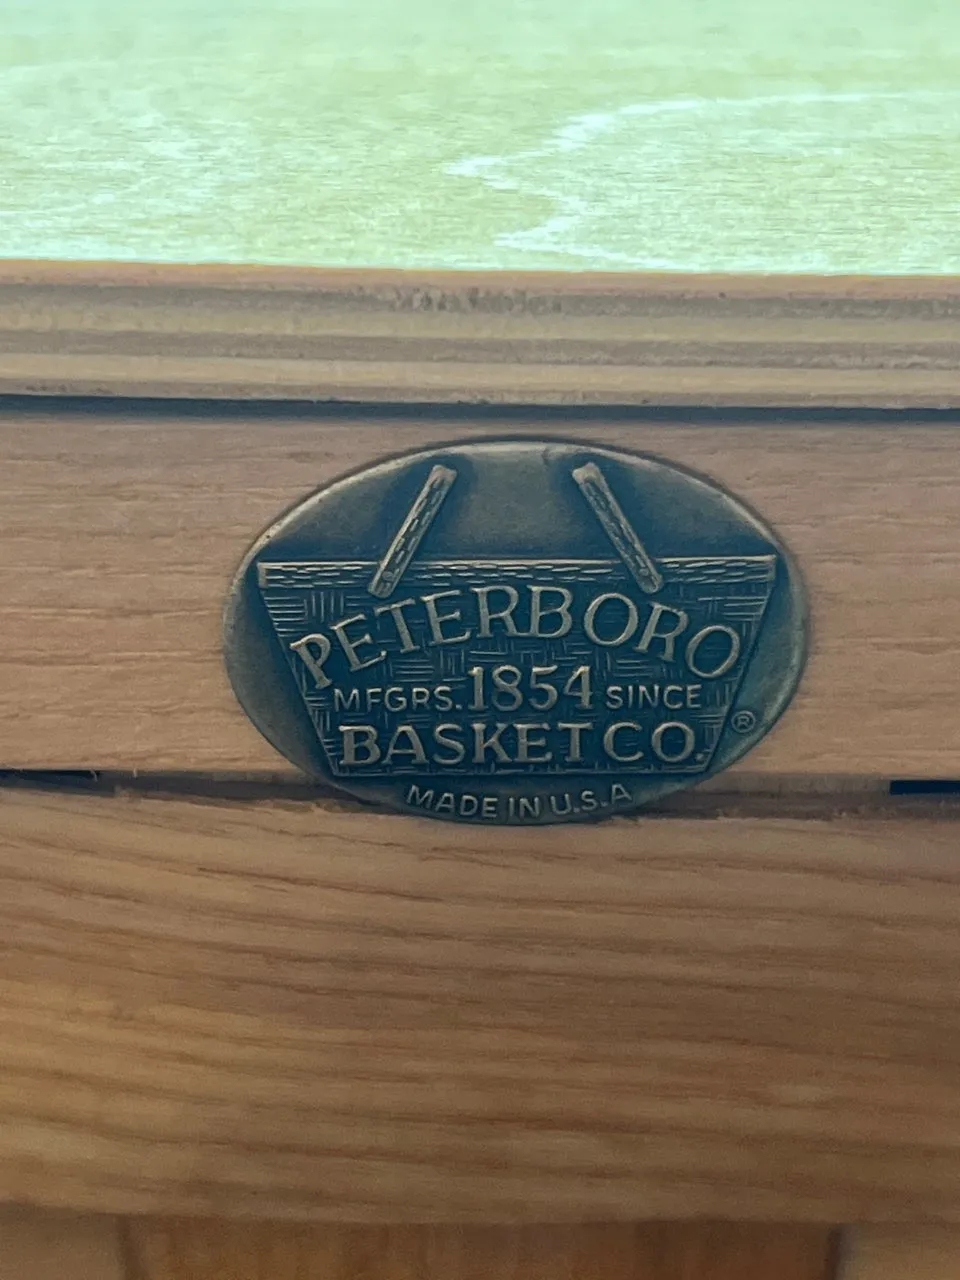 PETERBORO
MFGRS. 1854 SINCE
BASKET CO.
®
MADE IN U.S.A